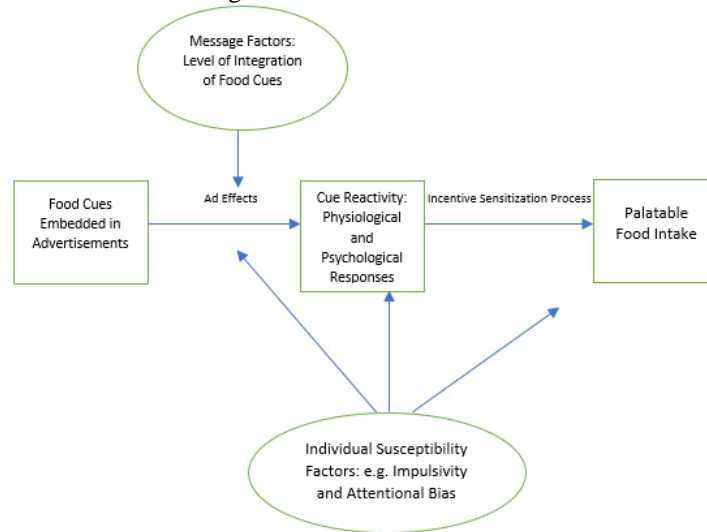 Message Factors:
Level of Integration
of Food Cues
Food Cues
Embedded in
Advertisements
Ad Effects
Cue Reactivity:
Physiological
and
Psychological
Responses
Incentive Sensitization Process
Palatable
Food Intake
Individual Susceptibility
Factors: e.g. Impulsivity
and Attentional Bias